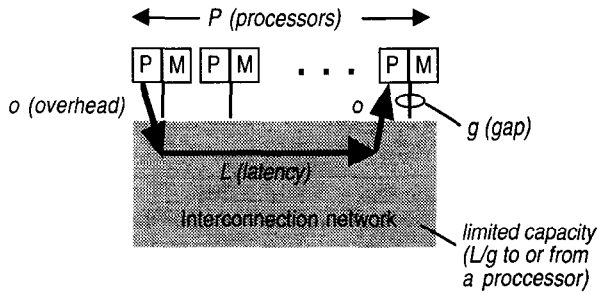 P (processors)
P M P M . . . P M
o (overhead)
o
g (gap)
L (latency)
Interconnection network
limited capacity
(L/g to or from
a proccessor)